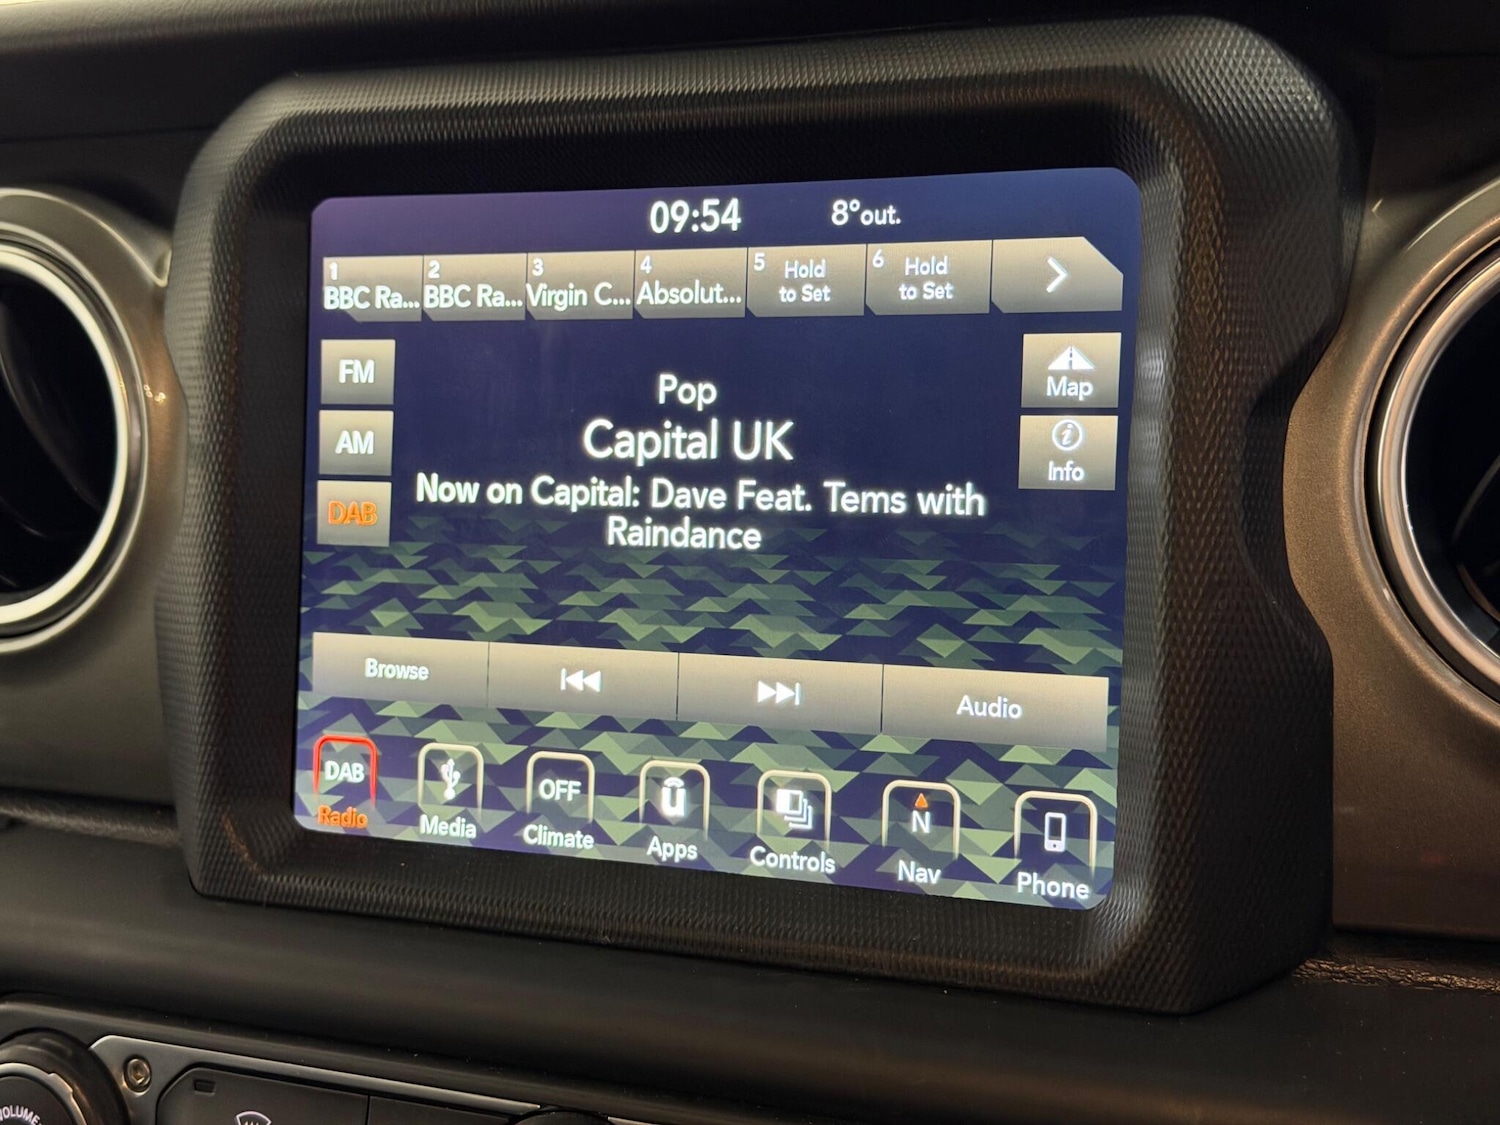 09:54 8°out.
1 2 3 4 5 Hold 6 Hold
BBC Ra... BBC Ra... Virgin C... Absolut... to Set to Set
FM
Map
AM
Info
DAB
Pop
Capital UK
Now on Capital: Dave Feat. Tems with
Raindance
Browse Audio
DAB OFF ū N
Radio Media Climate Apps Controls Nav Phone
VOLUME